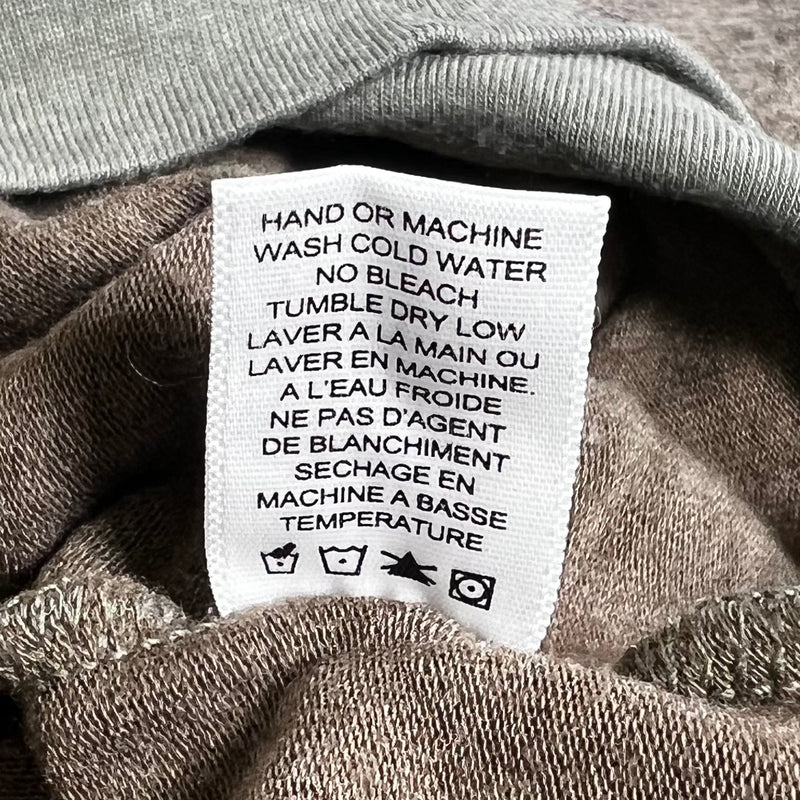 HAND OR MACHINE
WASH COLD WATER
NO BLEACH
TUMBLE DRY LOW
LAVER A LA MAIN OU
LAVER EN MACHINE.
A L'EAU FROIDE
NE PAS D'AGENT
DE BLANCHIMENT
SECHAGE EN
MACHINE A BASSE
TEMPERATURE